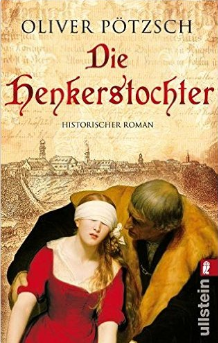 OLIVER PÖTZSCH
Die
Henkerstochter
HISTORISCHER ROMAN
ullstein